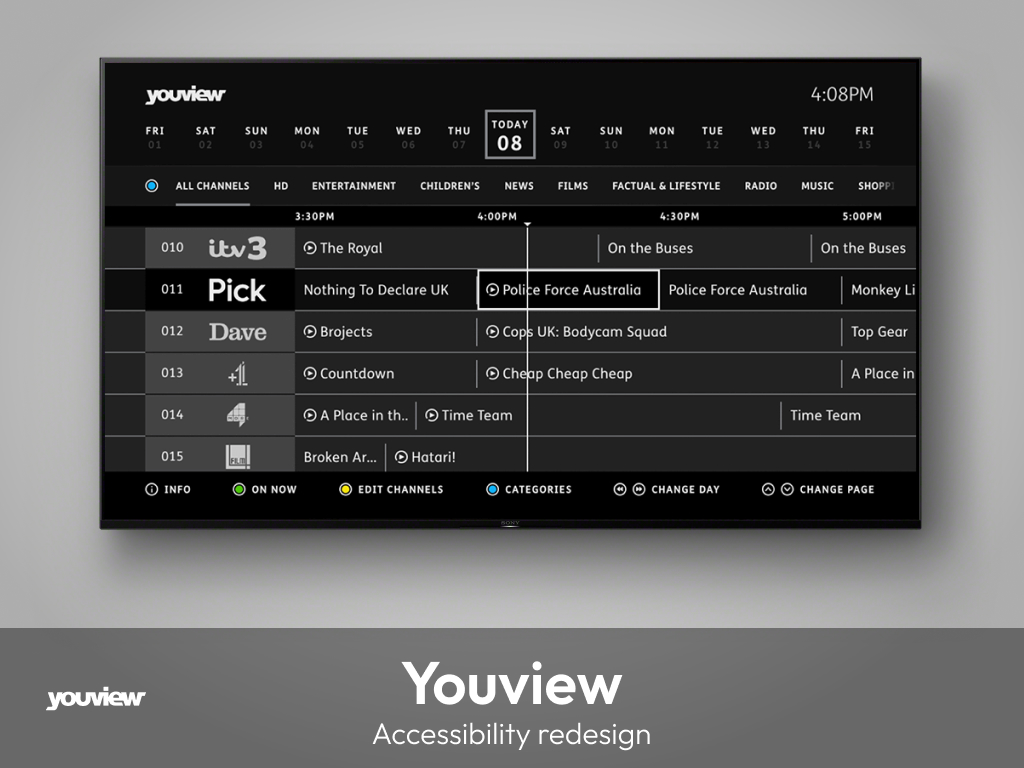 youview
4:08PM
FRI SAT SUN MON TUE WED THU TODAY SAT SUN MON TUE WED THU FRI
01 02 03 04 05 06 07 08 09 10 11 12 13 14 15
ALL CHANNELS HD ENTERTAINMENT CHILDREN'S NEWS FILMS FACTUAL & LIFESTYLE RADIO MUSIC SHOPP
3:30PM 4:00PM 4:30PM 5:00PM
010 itv3 The Royal On the Buses On the Buses
011 Pick Nothing To Declare UK Police Force Australia Police Force Australia Monkey Li
012 Dave Brojects Cops UK: Bodycam Squad Top Gear
013 +1 Countdown Cheap Cheap Cheap A Place in
014 4 A Place in th.. Time Team Time Team
015 FILM Broken Ar... Hatari!
INFO ON NOW EDIT CHANNELS CATEGORIES CHANGE DAY CHANGE PAGE
SONY
youview
Youview
Accessibility redesign